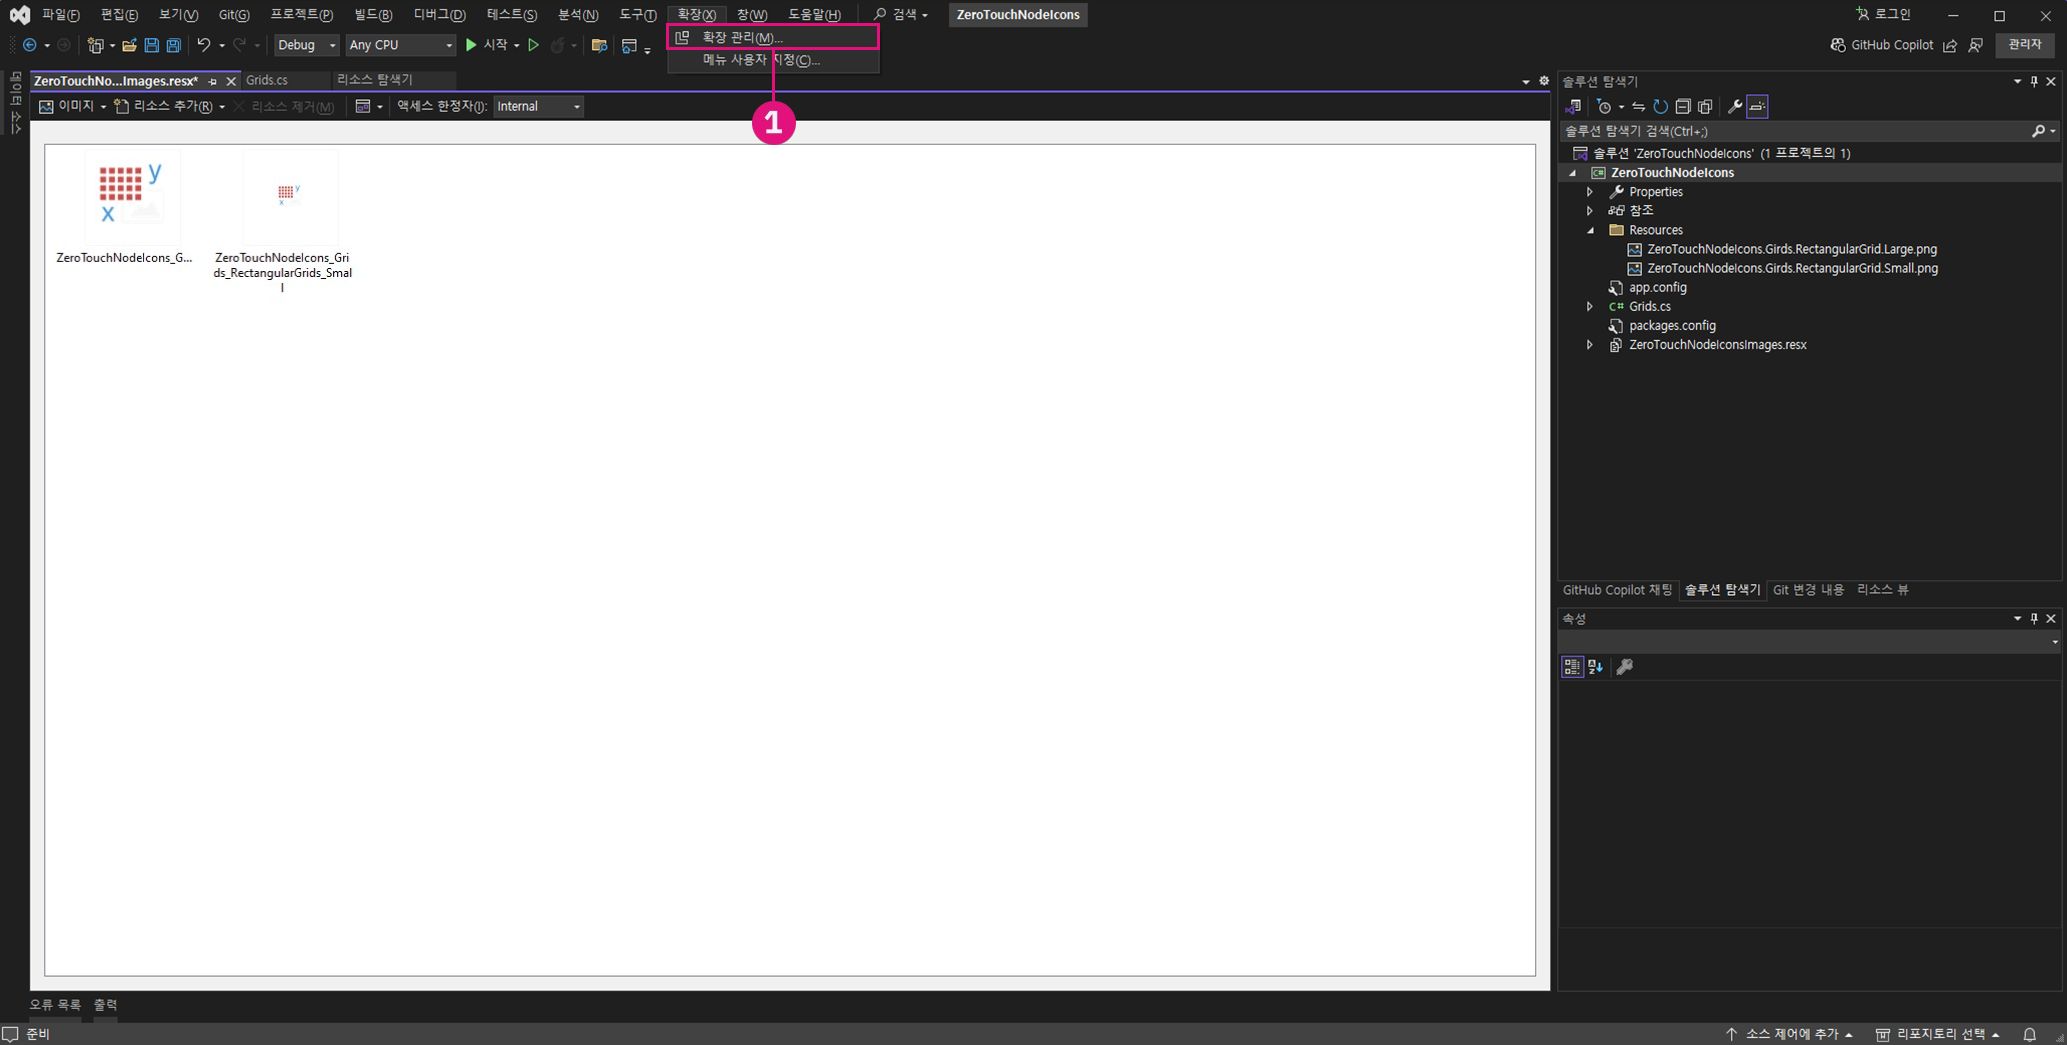 파일(F) 편집(E) 보기(V) Git(G) 프로젝트(P) 빌드(B) 디버그(D) 테스트(S) 분석(N) 도구(T) 확장(X) 창(W) 도움말(H) 검색 ZeroTouchNodeIcons 로그인
Debug Any CPU 시작 GitHub Copilot 관리자
확장 관리(M)...
메뉴 사용자 지정(C)...
1
ZeroTouchNo...Images.resx* Grids.cs 리소스 탐색기
이미지 리소스 추가(R) 리소스 제거(M) 액세스 한정자(I): Internal
y
x
ZeroTouchNodeIcons_G...
y
x
ZeroTouchNodeIcons_Gri
ds_RectangularGrids_Smal
l
솔루션 탐색기
솔루션 탐색기 검색(Ctrl+;)
솔루션 'ZeroTouchNodeIcons' (1 프로젝트의 1)
ZeroTouchNodeIcons
Properties
참조
Resources
ZeroTouchNodeIcons.Girds.RectangularGrid.Large.png
ZeroTouchNodeIcons.Girds.RectangularGrid.Small.png
app.config
C# Grids.cs
packages.config
ZeroTouchNodeIconsImages.resx
GitHub Copilot 채팅 솔루션 탐색기 Git 변경 내용 리소스 뷰
속성
오류 목록 출력
준비 소스 제어에 추가 리포지토리 선택